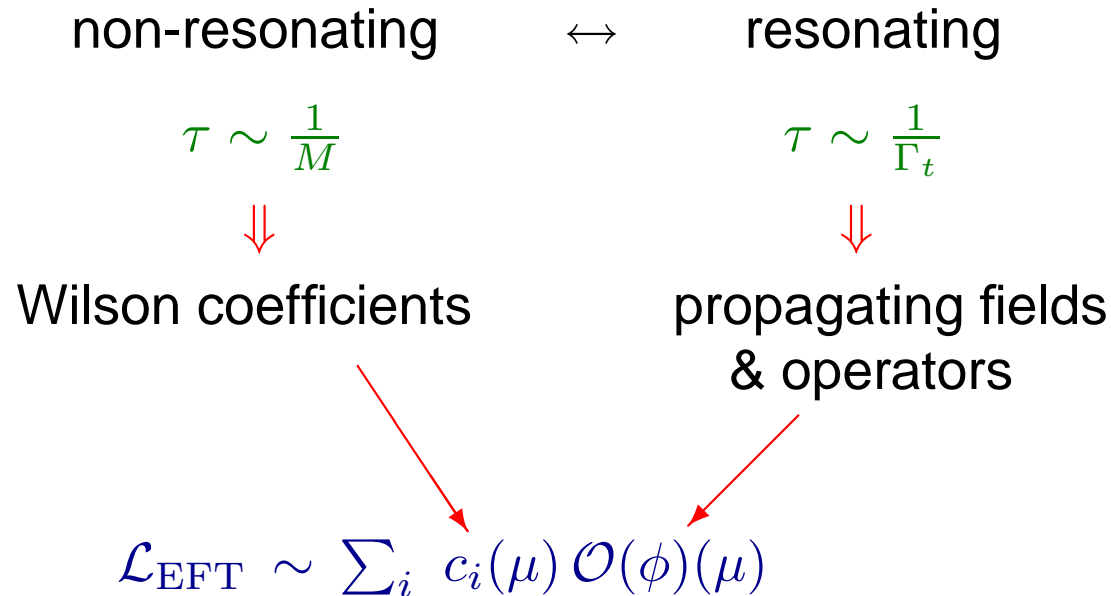 non-resonating ↔ resonating
τ ∼ 1/M τ ∼ 1/Γ_t
⇓ ⇓
Wilson coefficients propagating fields
& operators
ℒ_EFT ∼ ∑_i c_i(μ) 𝒪(ϕ)(μ)